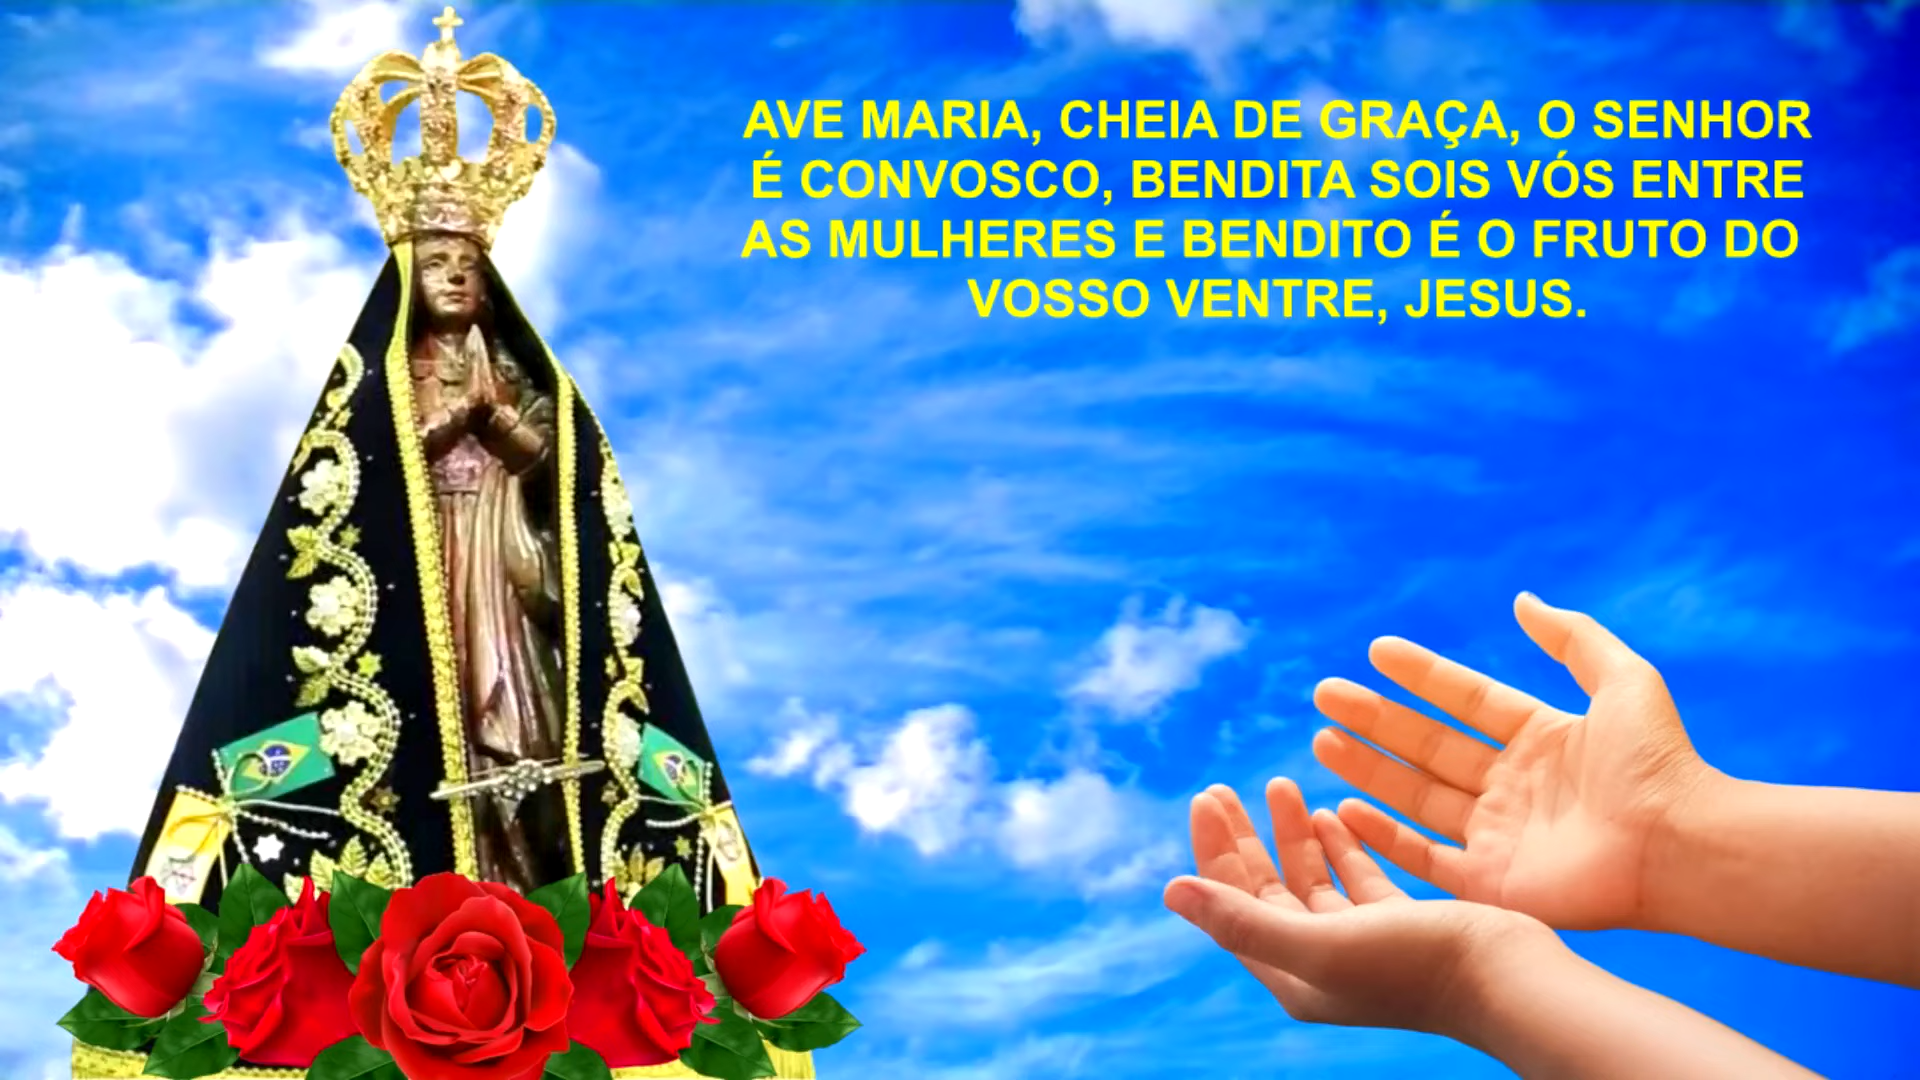 AVE MARIA, CHEIA DE GRAÇA, O SENHOR
É CONVOSCO, BENDITA SOIS VÓS ENTRE
AS MULHERES E BENDITO É O FRUTO DO
VOSSO VENTRE, JESUS.